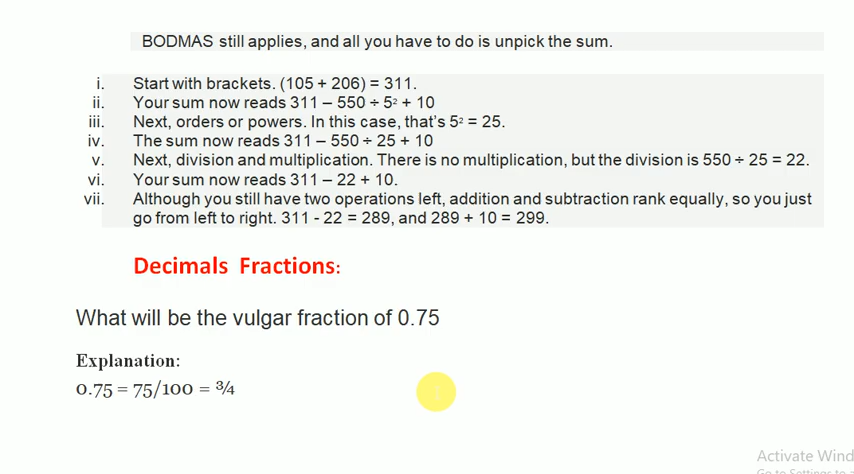 BODMAS still applies, and all you have to do is unpick the sum.
i. Start with brackets. (105 + 206) = 311.
ii. Your sum now reads 311 – 550 ÷ 5² + 10
iii. Next, orders or powers. In this case, that's 5² = 25.
iv. The sum now reads 311 – 550 ÷ 25 + 10
v. Next, division and multiplication. There is no multiplication, but the division is 550 ÷ 25 = 22.
vi. Your sum now reads 311 – 22 + 10.
vii. Although you still have two operations left, addition and subtraction rank equally, so you just
go from left to right. 311 - 22 = 289, and 289 + 10 = 299.
Decimals Fractions:
What will be the vulgar fraction of 0.75
Explanation:
0.75 = 75/100 = ¾
Activate Wind